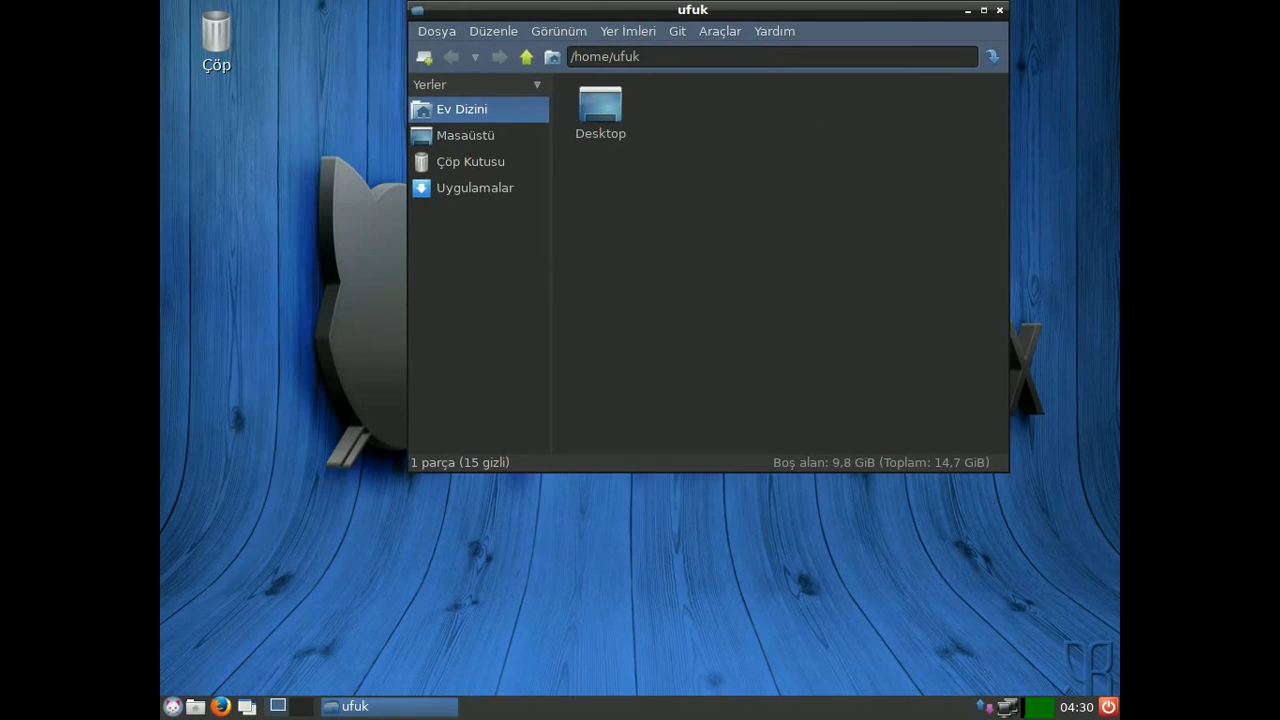 Çöp
ufuk
Dosya Düzenle Görünüm Yer İmleri Git Araçlar Yardım
/home/ufuk
Yerler
Ev Dizini
Masaüstü
Çöp Kutusu
Uygulamalar
Desktop
1 parça (15 gizli) Boş alan: 9,8 GiB (Toplam: 14,7 GiB)
X
ufuk
04:30